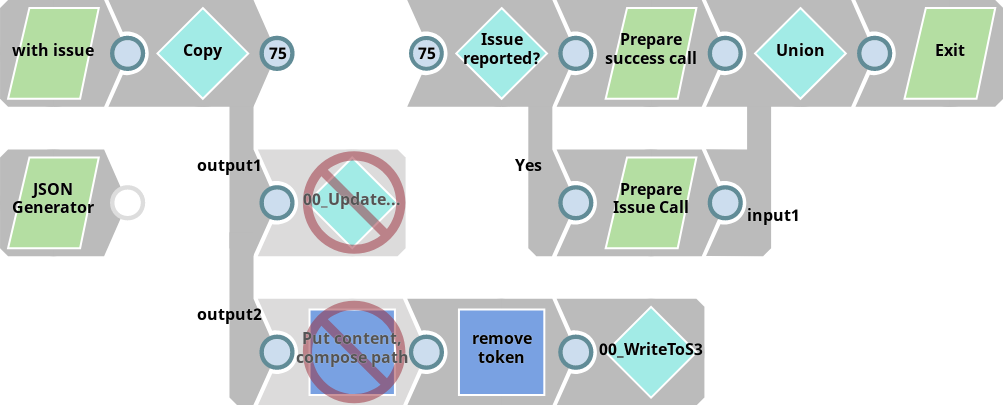 with issue
Copy
75
75
Issue
reported?
Prepare
success call
Union
Exit
JSON
Generator
output1
00_Update...
Yes
Prepare
Issue Call
input1
output2
Put content,
compose path
remove
token
00_WriteToS3